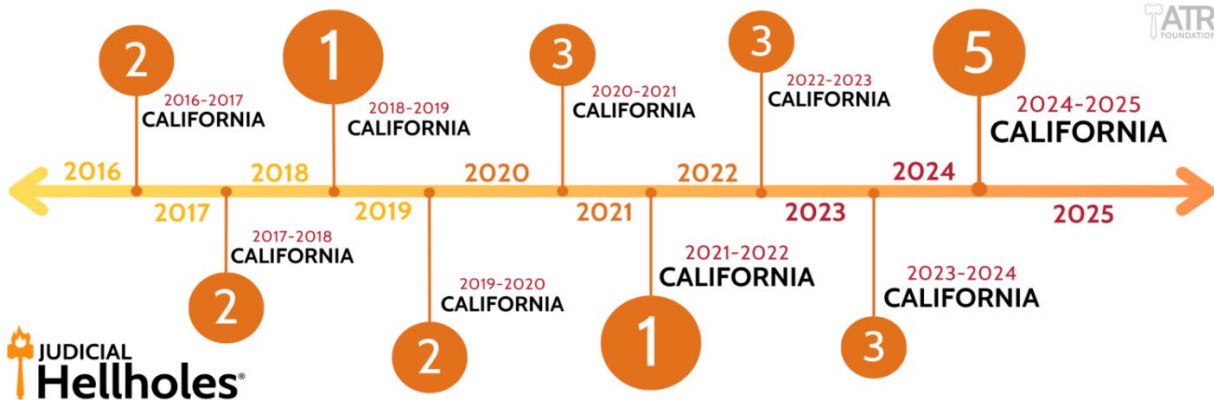 ATR
FOUNDATION
2
2016-2017
CALIFORNIA
1
2018-2019
CALIFORNIA
3
2020-2021
CALIFORNIA
3
2022-2023
CALIFORNIA
5
2024-2025
CALIFORNIA
2016
2018
2020
2022
2024
2017
2019
2021
2023
2025
2017-2018
CALIFORNIA
2
2019-2020
CALIFORNIA
2
2021-2022
CALIFORNIA
1
2023-2024
CALIFORNIA
3
JUDICIAL
Hellholes®